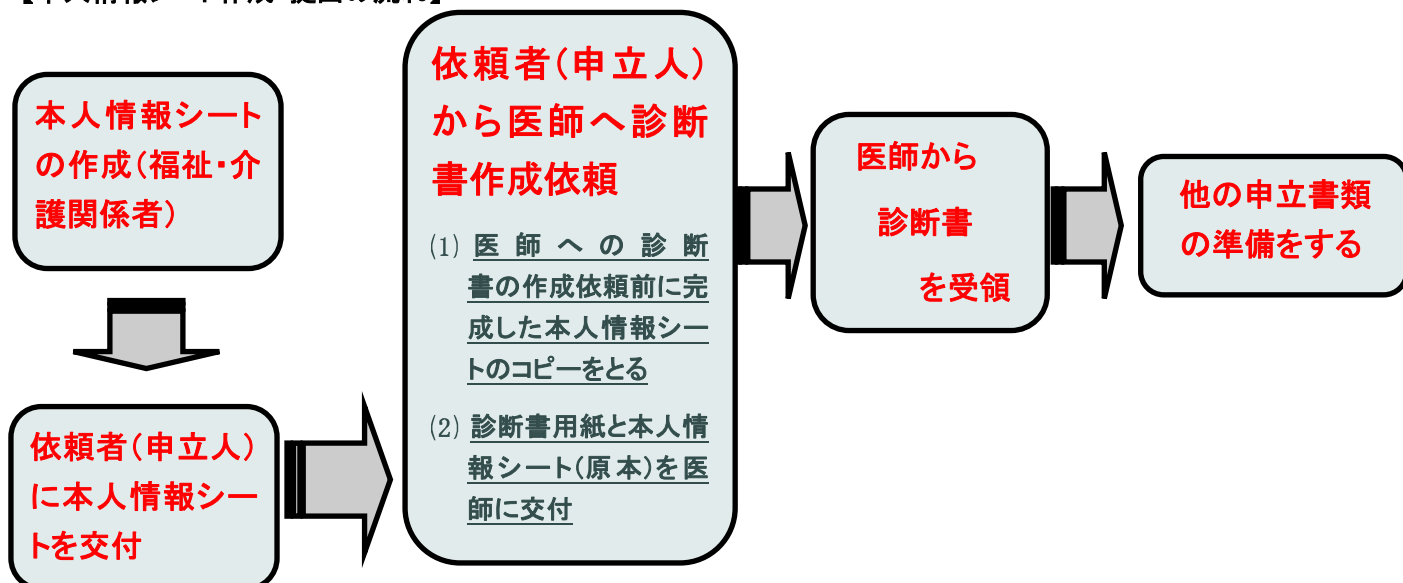 本人情報シート
の作成(福祉・介
護関係者)
依頼者(申立人)
に本人情報シー
トを交付
依頼者(申立人)
から医師へ診断
書作成依頼
(1) 医師への診断
書の作成依頼前に完
成した本人情報シー
トのコピーをとる
(2) 診断書用紙と本人情
報シート(原本)を医
師に交付
医師から
診断書
を受領
他の申立書類
の準備をする